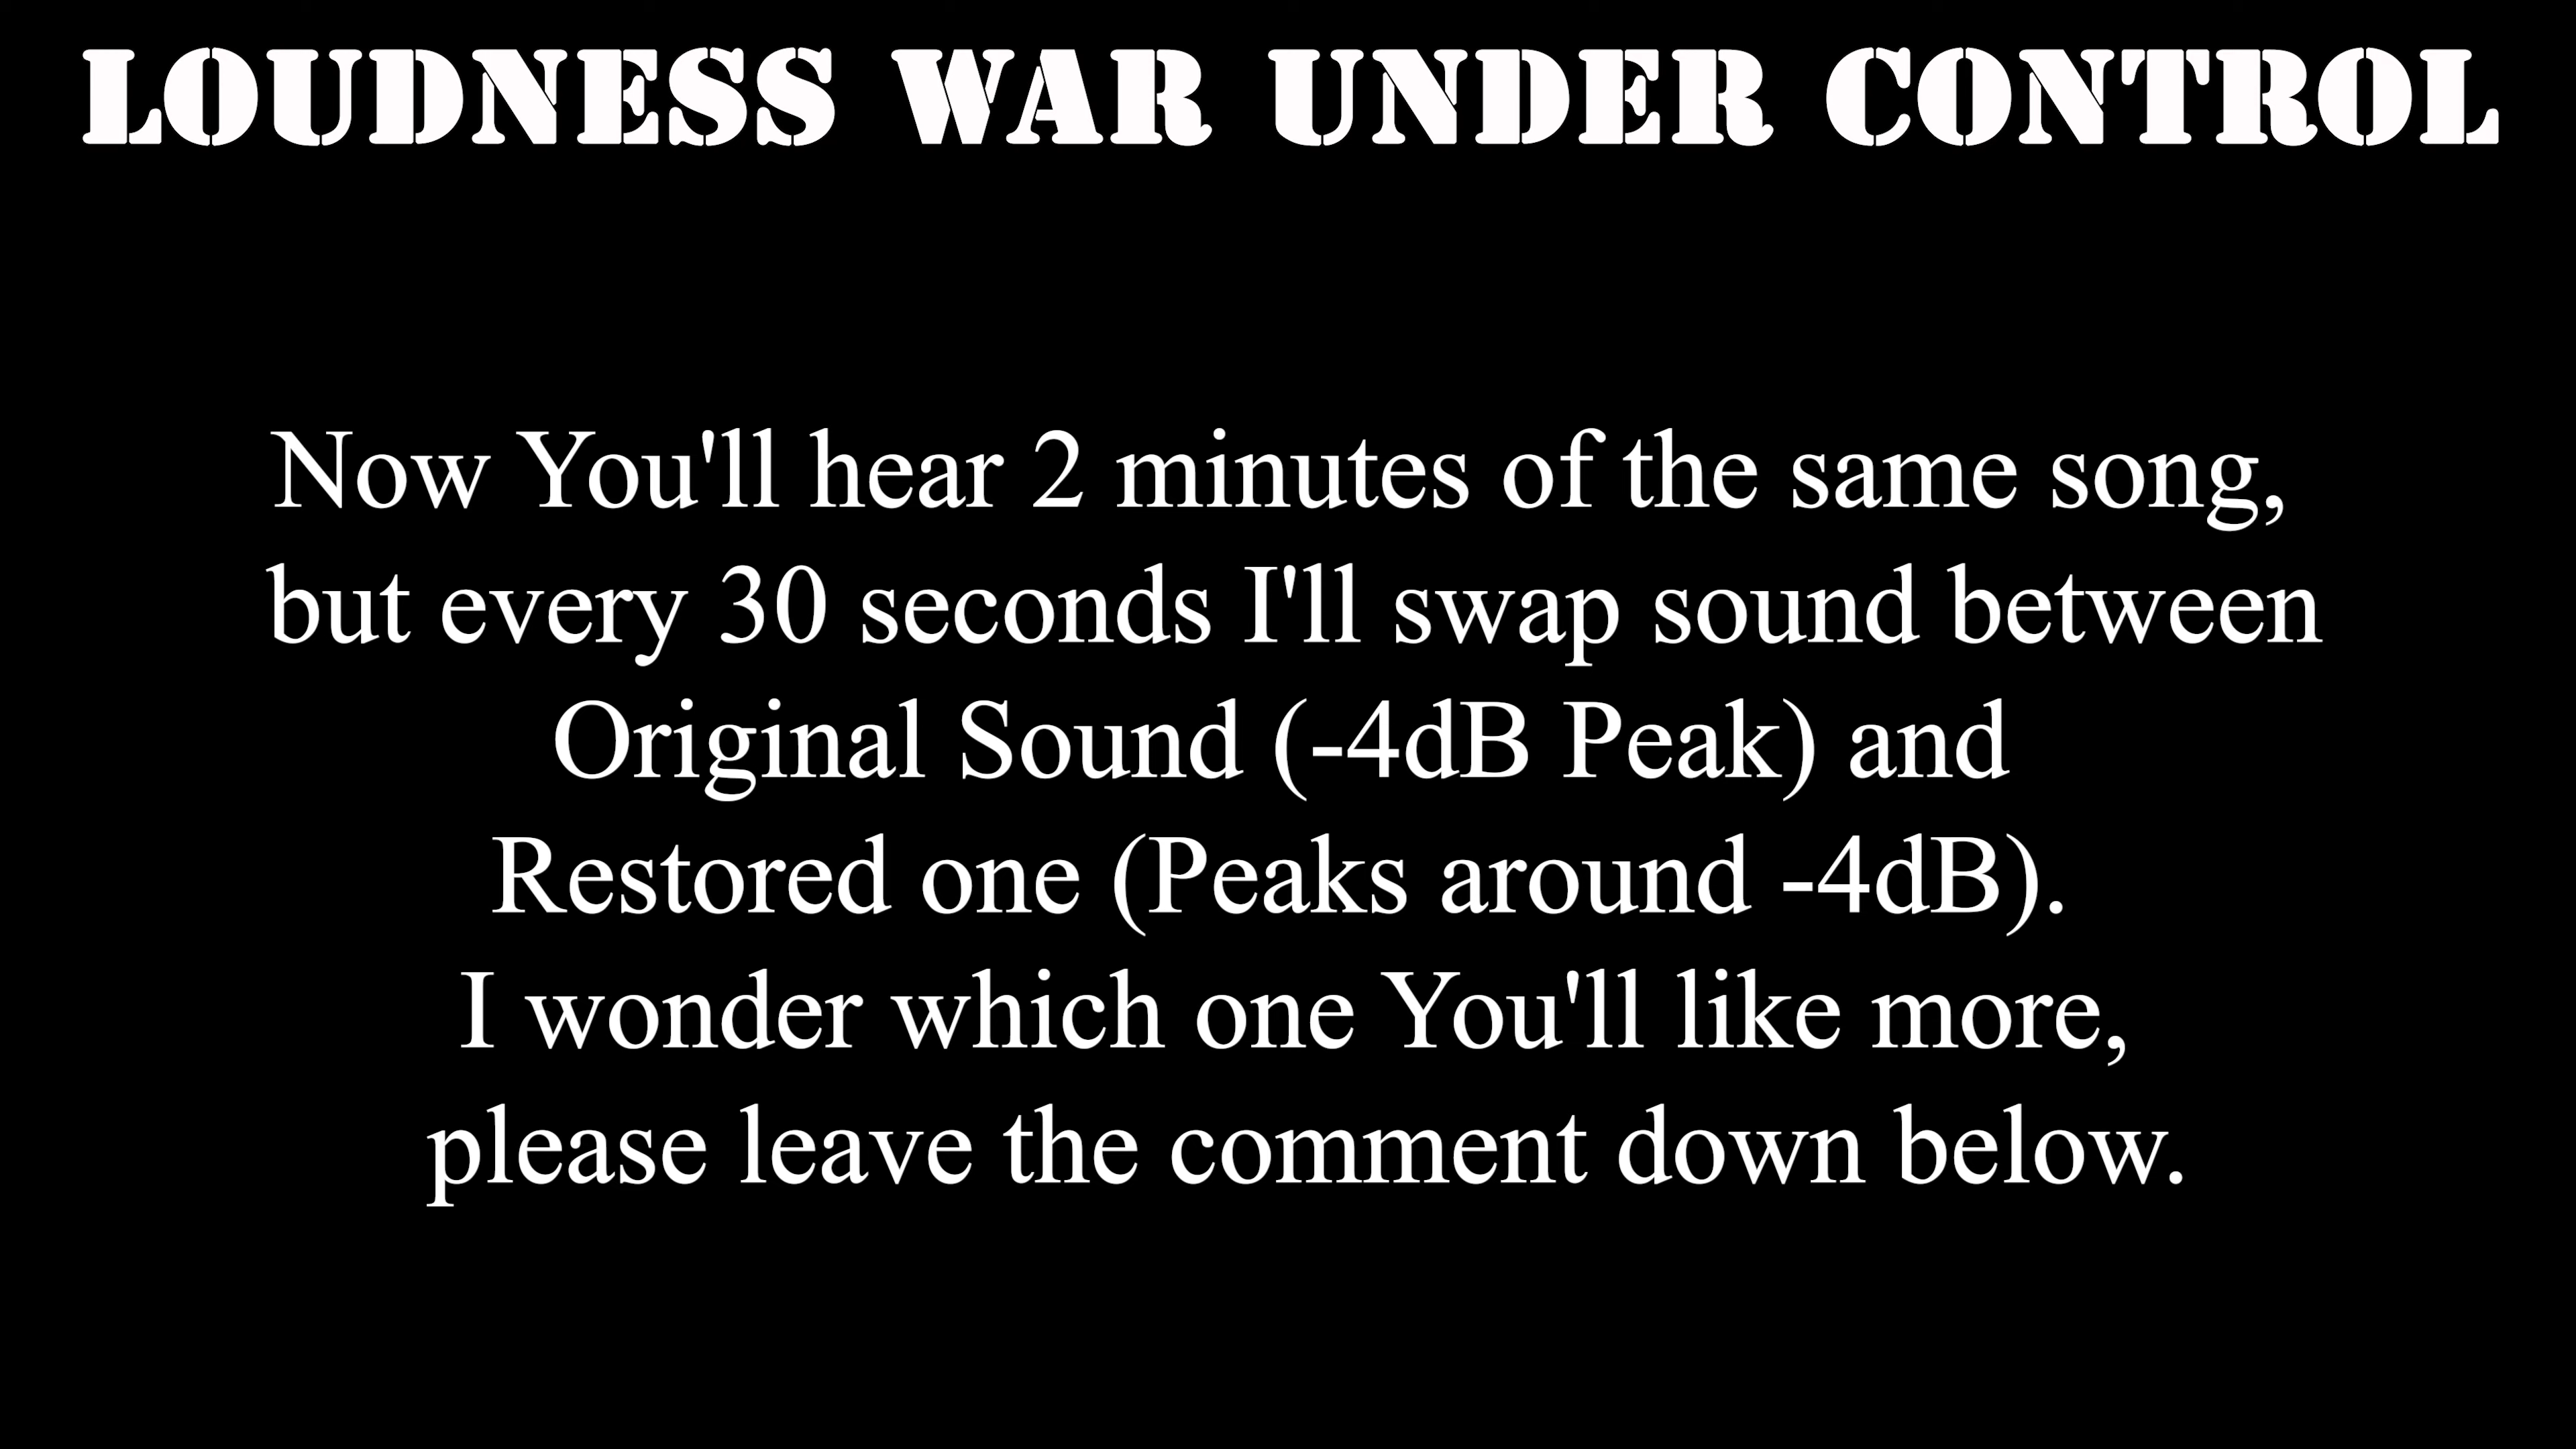 LOUDNESS WAR UNDER CONTROL
Now You'll hear 2 minutes of the same song,
but every 30 seconds I'll swap sound between
Original Sound (-4dB Peak) and
Restored one (Peaks around -4dB).
I wonder which one You'll like more,
please leave the comment down below.